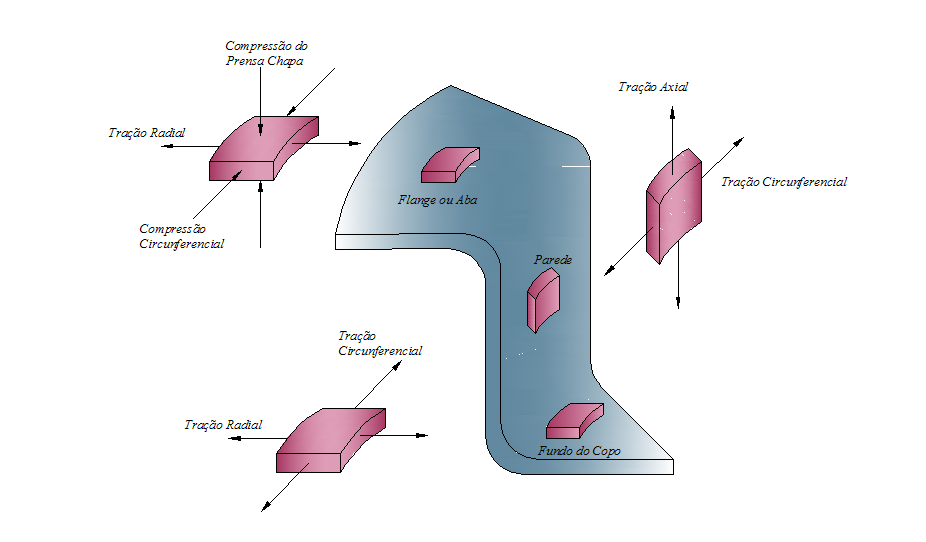 Compressão do
Prensa Chapa
Tração Radial
Compressão
Circunferencial
Flange ou Aba
Tração Axial
Tração Circunferencial
Parede
Tração
Circunferencial
Tração Radial
Fundo do Copo